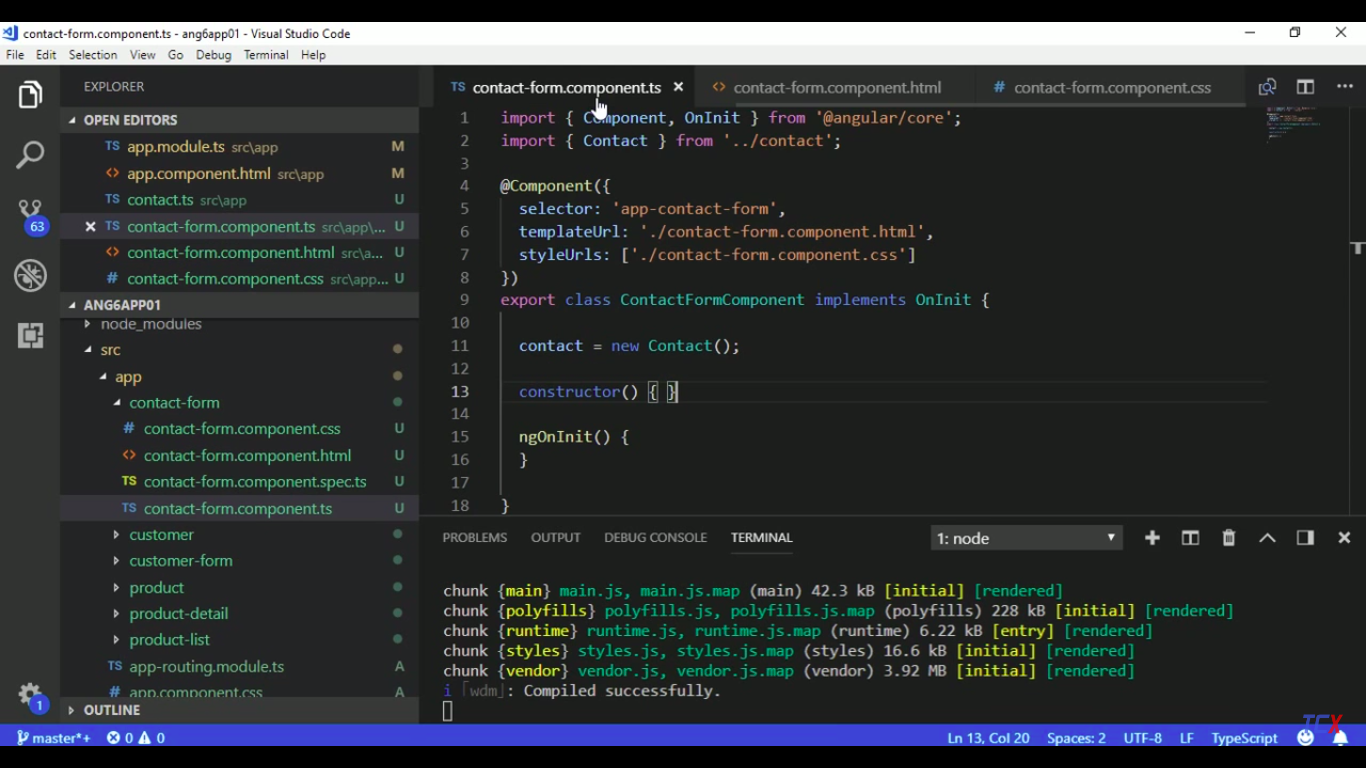 contact-form.component.ts - ang6app01 - Visual Studio Code
File Edit Selection View Go Debug Terminal Help
EXPLORER
OPEN EDITORS
TS app.module.ts src\app M
<> app.component.html src\app M
TS contact.ts src\app U
× TS contact-form.component.ts src\app\... U
<> contact-form.component.html src\a... U
# contact-form.component.css src\app... U
ANG6APP01
node_modules
src
app
contact-form
# contact-form.component.css U
<> contact-form.component.html U
TS contact-form.component.spec.ts U
TS contact-form.component.ts U
customer
customer-form
product
product-detail
product-list
TS app-routing.module.ts A
# app.component.css A
OUTLINE
63
1
TS contact-form.component.ts × <> contact-form.component.html # contact-form.component.css
1 import { Component, OnInit } from '@angular/core';
2 import { Contact } from '../contact';
3
4 @Component({
5 selector: 'app-contact-form',
6 templateUrl: './contact-form.component.html',
7 styleUrls: ['./contact-form.component.css']
8 })
9 export class ContactFormComponent implements OnInit {
10
11 contact = new Contact();
12
13 constructor() { }
14
15 ngOnInit() {
16 }
17
18 }
PROBLEMS OUTPUT DEBUG CONSOLE TERMINAL 1: node
chunk {main} main.js, main.js.map (main) 42.3 kB [initial] [rendered]
chunk {polyfills} polyfills.js, polyfills.js.map (polyfills) 228 kB [initial] [rendered]
chunk {runtime} runtime.js, runtime.js.map (runtime) 6.22 kB [entry] [rendered]
chunk {styles} styles.js, styles.js.map (styles) 16.6 kB [initial] [rendered]
chunk {vendor} vendor.js, vendor.js.map (vendor) 3.92 MB [initial] [rendered]
i ｢wdm｣: Compiled successfully.
TCX
master*+ 0 0 Ln 13, Col 20 Spaces: 2 UTF-8 LF TypeScript